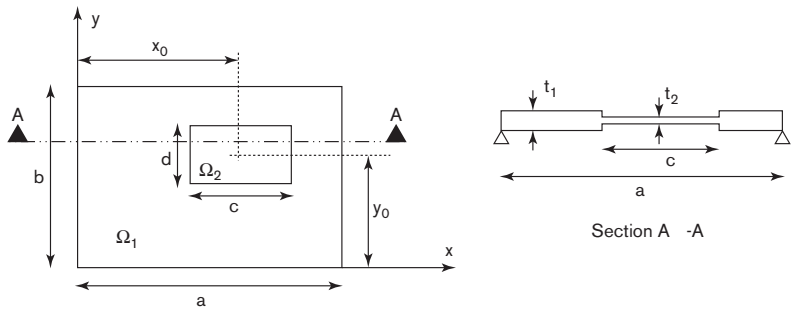 y
x₀
A
A
b
d
Ω₂
c
y₀
Ω₁
x
a
t₁
t₂
c
a
Section A -A